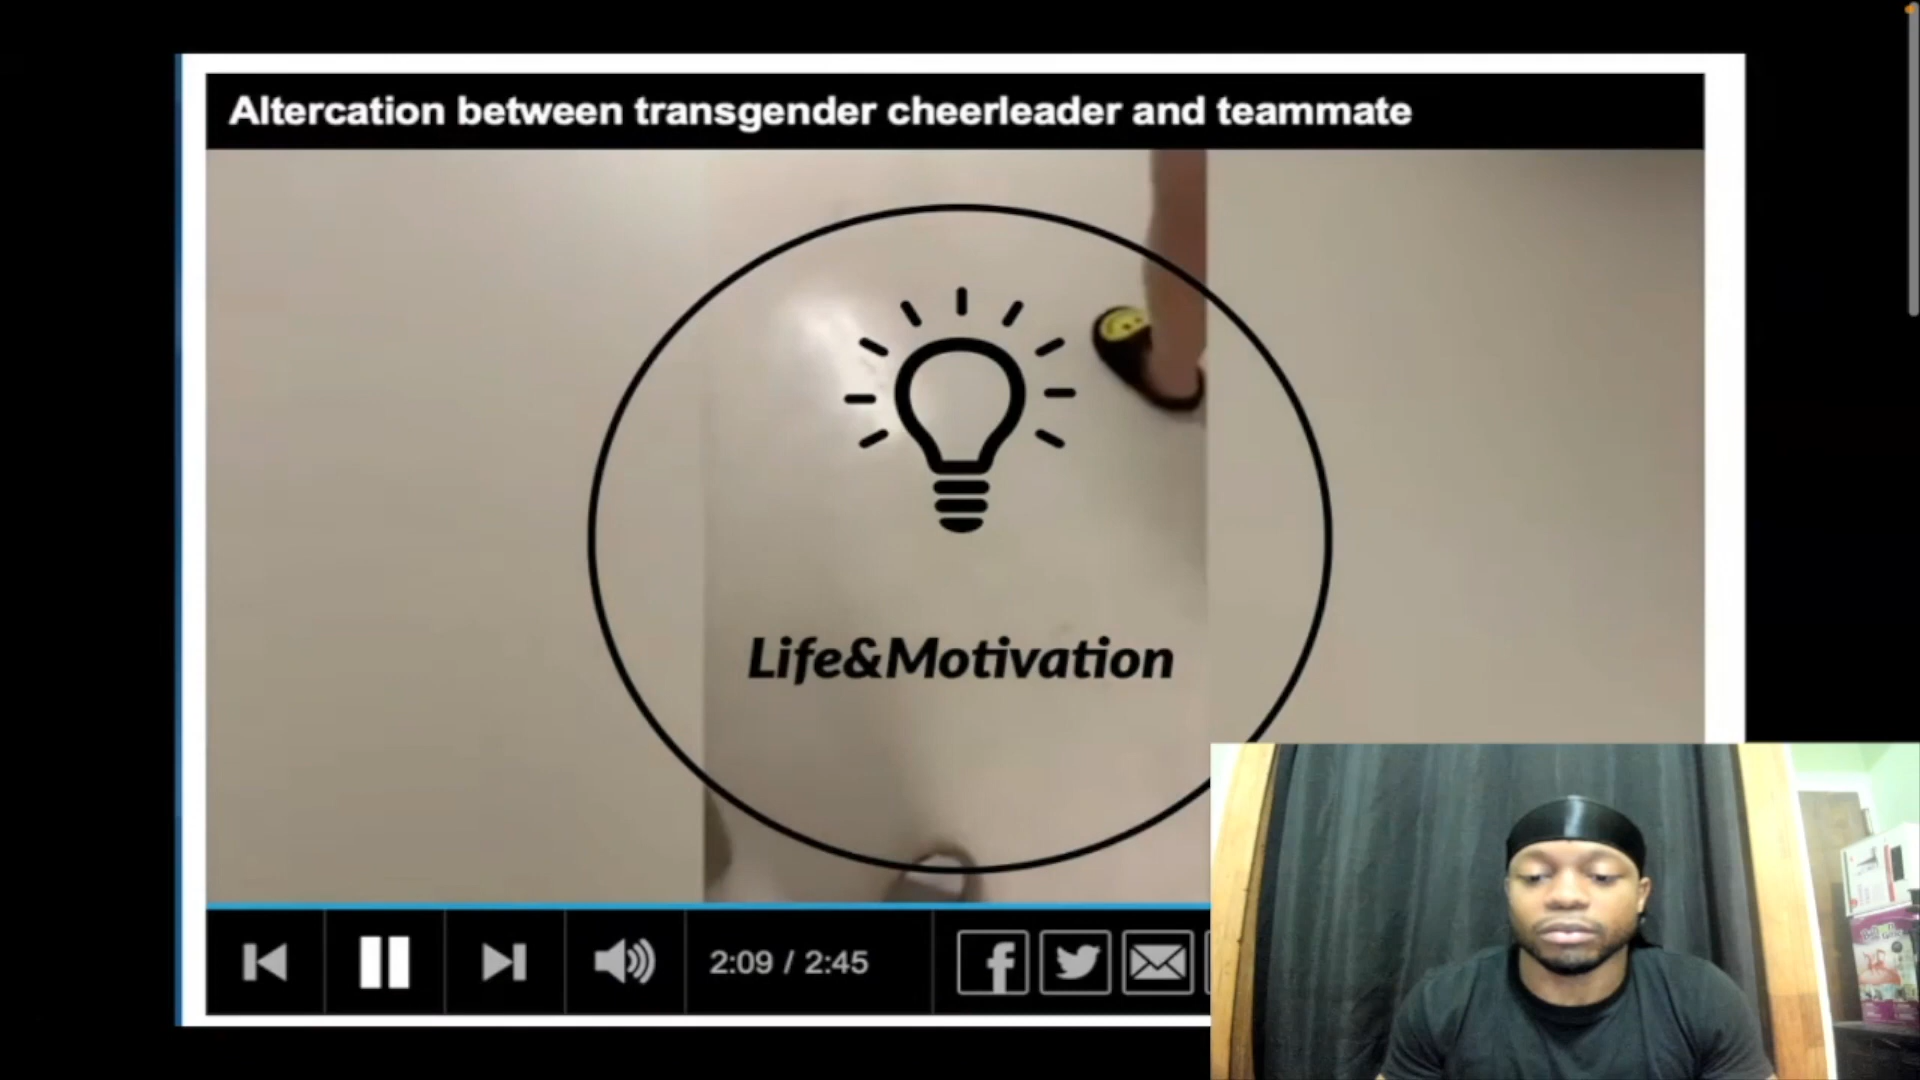 Altercation between transgender cheerleader and teammate
Life&Motivation
2:09 / 2:45